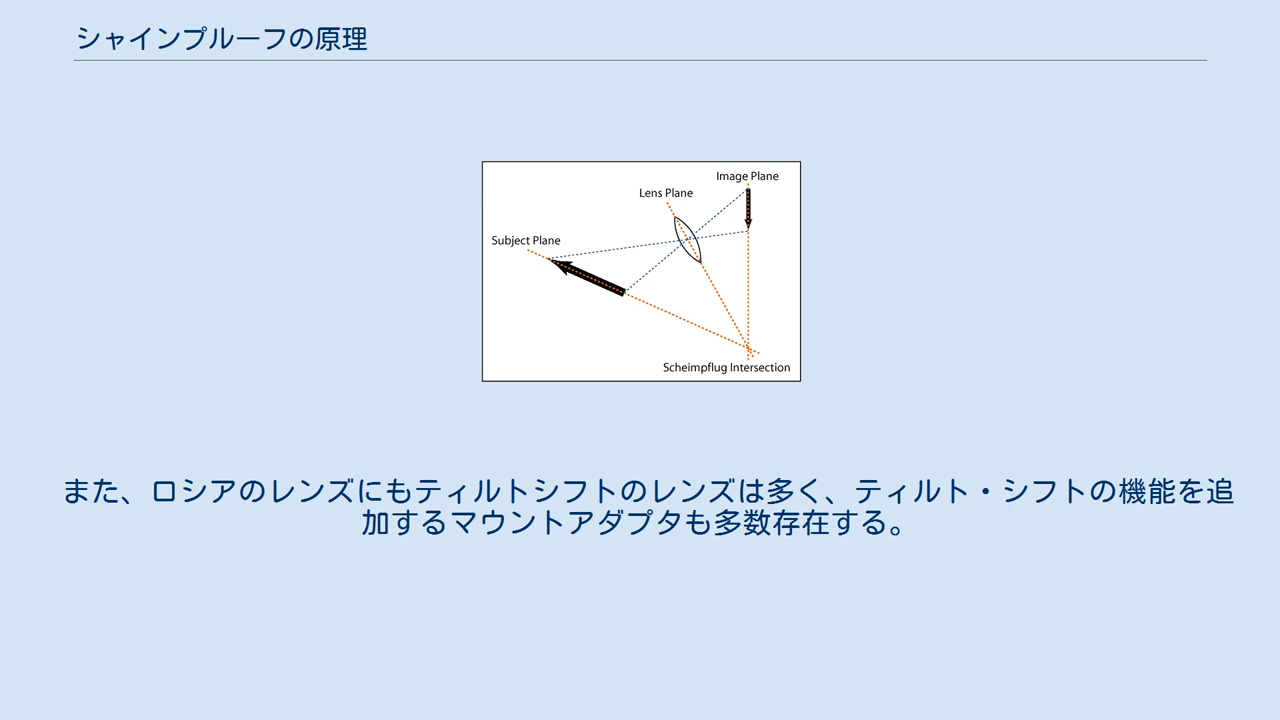 シャインプルーフの原理
Image Plane
Lens Plane
Subject Plane
Scheimpflug Intersection
また、ロシアのレンズにもティルトシフトのレンズは多く、ティルト・シフトの機能を追
加するマウントアダプタも多数存在する。